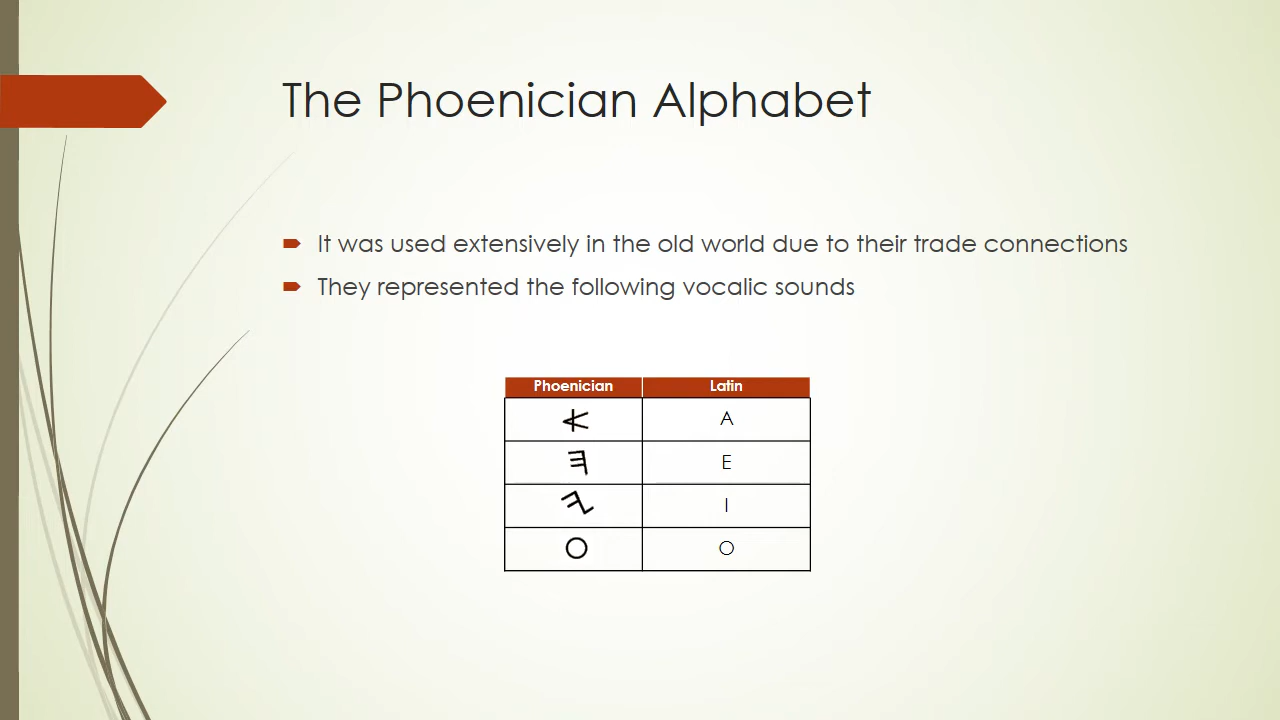 The Phoenician Alphabet
It was used extensively in the old world due to their trade connections
They represented the following vocalic sounds
Phoenician Latin
𐤀 A
𐤄 E
𐤉 I
𐤏 O